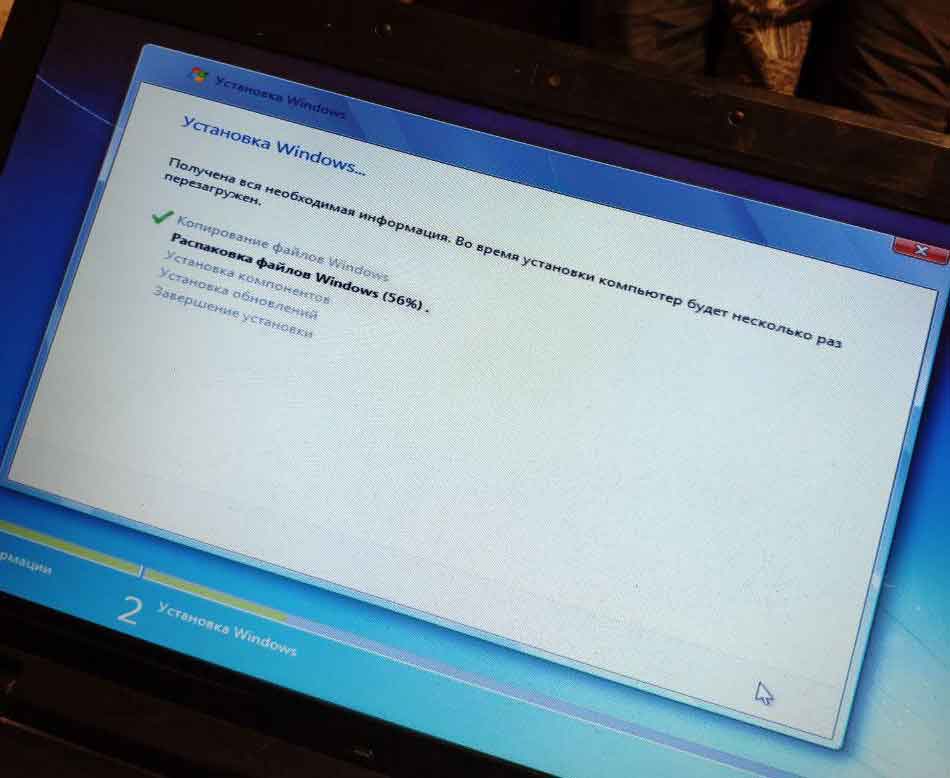 Установка Windows
Установка Windows...
Получена вся необходимая информация. Во время установки компьютер будет несколько раз
перезагружен.
Копирование файлов Windows
Распаковка файлов Windows (56%) .
Установка компонентов
Установка обновлений
Завершение установки
рмации
2 Установка Windows